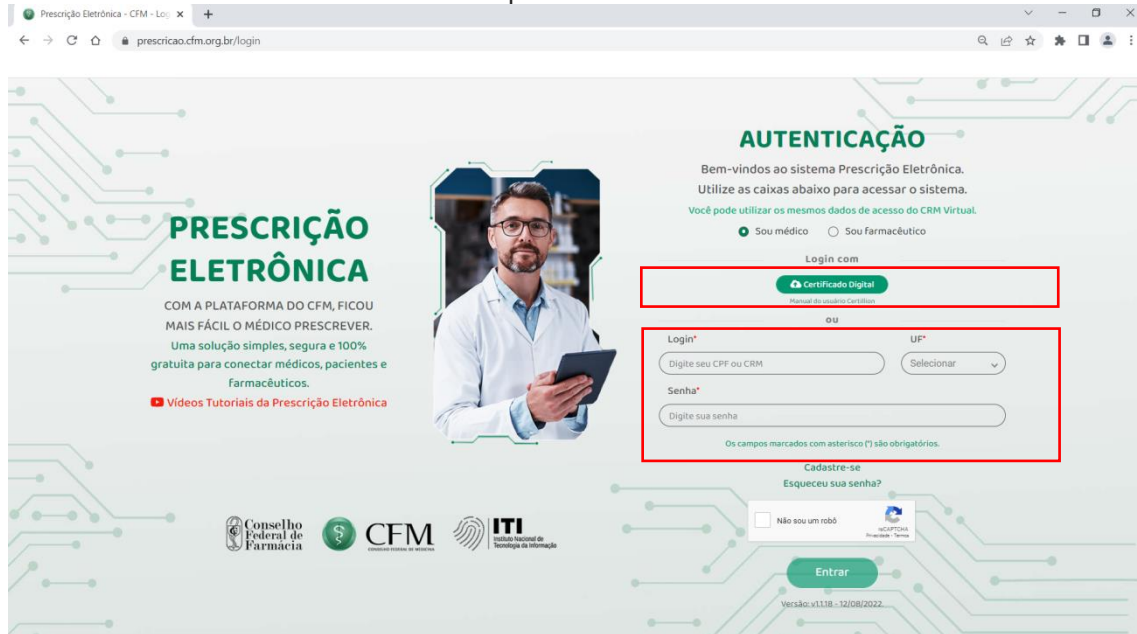 Prescrição Eletrônica - CFM - Log
prescricao.cfm.org.br/login
PRESCRIÇÃO
ELETRÔNICA
COM A PLATAFORMA DO CFM, FICOU
MAIS FÁCIL O MÉDICO PRESCREVER.
Uma solução simples, segura e 100%
gratuita para conectar médicos, pacientes e
farmacêuticos.
Vídeos Tutoriais da Prescrição Eletrônica
Conselho
Federal de
Farmácia
CFM
CONSELHO FEDERAL DE MEDICINA
ITI
Instituto Nacional de
Tecnologia da Informação
AUTENTICAÇÃO
Bem-vindos ao sistema Prescrição Eletrônica.
Utilize as caixas abaixo para acessar o sistema.
Você pode utilizar os mesmos dados de acesso do CRM Virtual.
Sou médico Sou farmacêutico
Login com
Certificado Digital
Manual do usuário Certillion
ou
Login* UF*
Digite seu CPF ou CRM Selecionar
Senha*
Digite sua senha
Os campos marcados com asterisco (*) são obrigatórios.
Cadastre-se
Esqueceu sua senha?
Não sou um robô
reCAPTCHA
Privacidade - Termos
Entrar
Versão: v1.1.18 - 12/08/2022